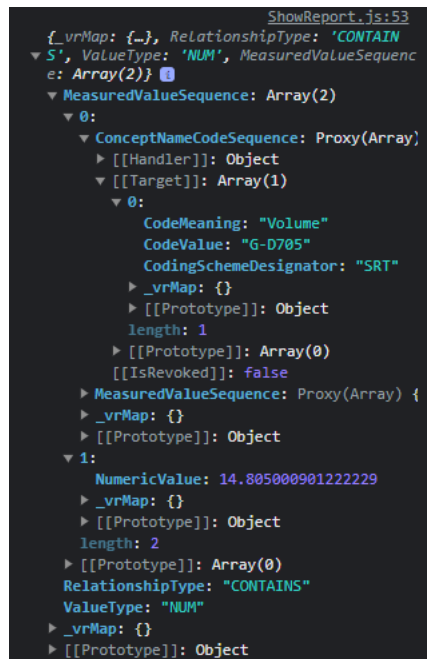 ShowReport.js:53
{_vrMap: {…}, RelationshipType: 'CONTAIN
▼ S', ValueType: 'NUM', MeasuredValueSequenc
e: Array(2)} i
▼ MeasuredValueSequence: Array(2)
▼ 0:
▼ ConceptNameCodeSequence: Proxy(Array)
▶ [[Handler]]: Object
▼ [[Target]]: Array(1)
▼ 0:
CodeMeaning: "Volume"
CodeValue: "G-D705"
CodingSchemeDesignator: "SRT"
▶ _vrMap: {}
▶ [[Prototype]]: Object
length: 1
▶ [[Prototype]]: Array(0)
[[IsRevoked]]: false
▶ MeasuredValueSequence: Proxy(Array) {
▶ _vrMap: {}
▶ [[Prototype]]: Object
▼ 1:
NumericValue: 14.805000901222229
▶ _vrMap: {}
▶ [[Prototype]]: Object
length: 2
▶ [[Prototype]]: Array(0)
RelationshipType: "CONTAINS"
ValueType: "NUM"
▶ _vrMap: {}
▶ [[Prototype]]: Object